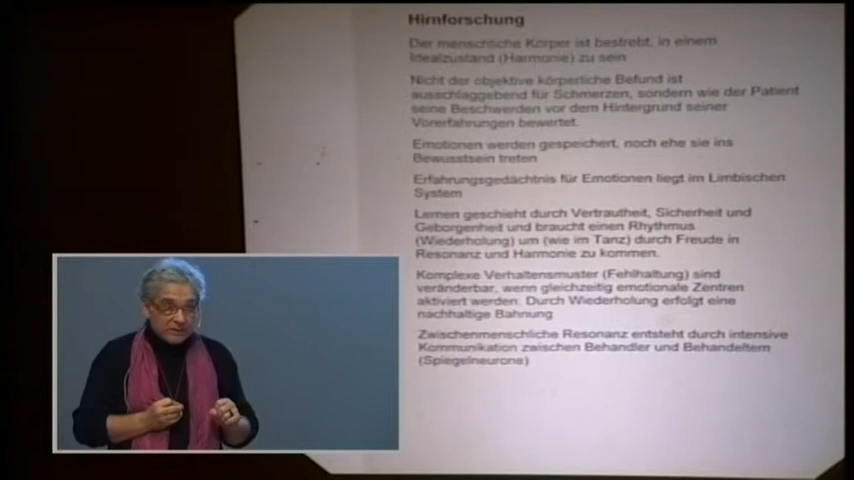 Hirnforschung
Der menschliche Körper ist bestrebt, in einem
Idealzustand (Harmonie) zu sein
Nicht der objektive körperliche Befund ist
ausschlaggebend für Schmerzen, sondern wie der Patient
seine Beschwerden vor dem Hintergrund seiner
Vorerfahrungen bewertet.
Emotionen werden gespeichert, noch ehe sie ins
Bewusstsein treten
Erfahrungsgedächtnis für Emotionen liegt im Limbischen
System
Lernen geschieht durch Vertrautheit, Sicherheit und
Geborgenheit und braucht einen Rhythmus
(Wiederholung) um (wie im Tanz) durch Freude in
Resonanz und Harmonie zu kommen.
Komplexe Verhaltensmuster (Fehlhaltung) sind
veränderbar, wenn gleichzeitig emotionale Zentren
aktiviert werden. Durch Wiederholung erfolgt eine
nachhaltige Bahnung
Zwischenmenschliche Resonanz entsteht durch intensive
Kommunikation zwischen Behandler und Behandeltem
(Spiegelneurone)